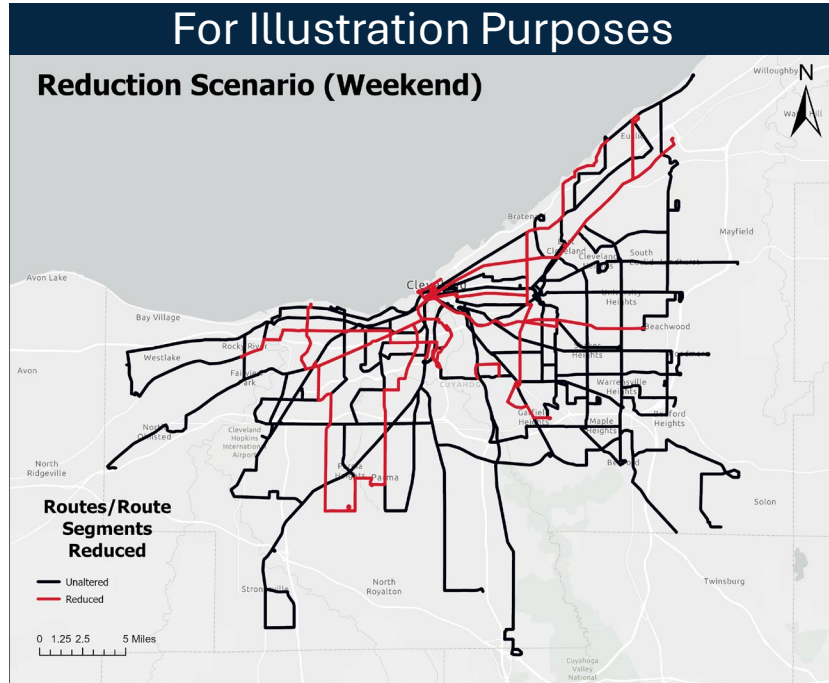 For Illustration Purposes
Reduction Scenario (Weekend)
N
Willoughby
Euclid
Mayfield
Cleveland
South
Avon Lake
Bay Village
Heights
Beachwood
Rocky River
Westlake
Heights
Avon
Fairview
Park
Warrensville
Heights
Garfield
Heights
Maple
Heights
Bedford
Heights
North
Olmsted
Cleveland
Hopkins
International
Airport
North
Ridgeville
Parma
Heights
Parma
Bedford
Solon
Routes/Route
Segments
Reduced
Unaltered
Reduced
Strongsville
North
Royalton
Twinsburg
0 1.25 2.5 5 Miles
Cuyahoga
Valley
National